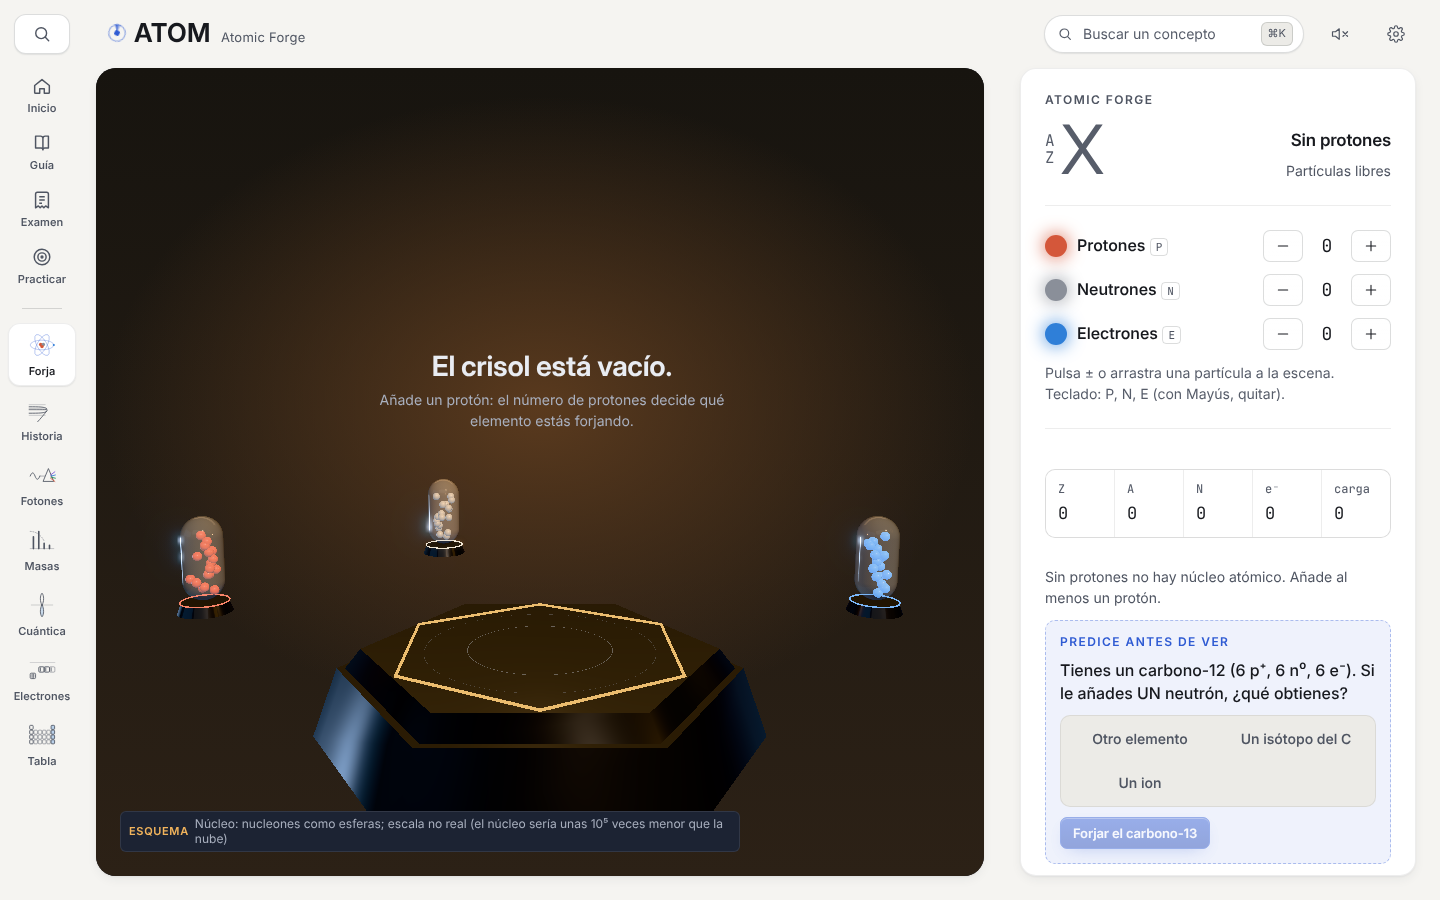 ATOM Atomic Forge
Buscar un concepto ⌘K
Inicio
Guía
Examen
Practicar
Forja
Historia
Fotones
Masas
Cuántica
Electrones
Tabla
El crisol está vacío.
Añade un protón: el número de protones decide qué
elemento estás forjando.
ESQUEMA Núcleo: nucleones como esferas; escala no real (el núcleo sería unas 10⁵ veces menor que la
nube)
ATOMIC FORGE
A
Z
X
Sin protones
Partículas libres
Protones P − 0 +
Neutrones N − 0 +
Electrones E − 0 +
Pulsa ± o arrastra una partícula a la escena.
Teclado: P, N, E (con Mayús, quitar).
Z A N e⁻ carga
0 0 0 0 0
Sin protones no hay núcleo atómico. Añade al
menos un protón.
PREDICE ANTES DE VER
Tienes un carbono-12 (6 p⁺, 6 n⁰, 6 e⁻). Si
le añades UN neutrón, ¿qué obtienes?
Otro elemento Un isótopo del C
Un ion
Forjar el carbono-13